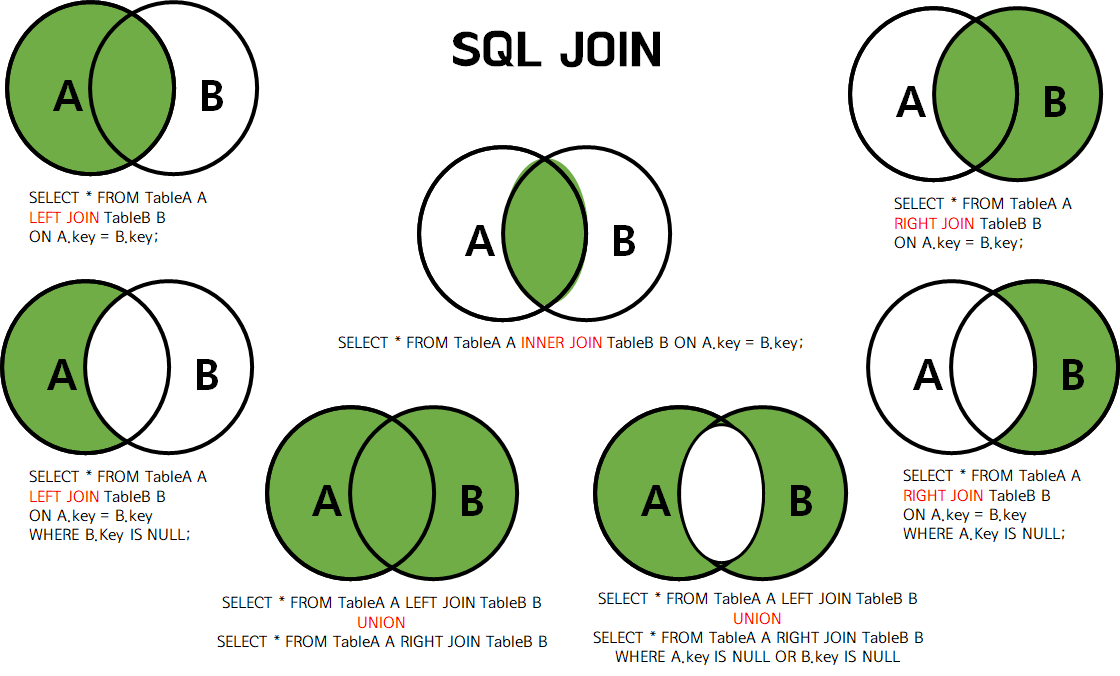 SQL JOIN
A B
SELECT * FROM TableA A
LEFT JOIN TableB B
ON A.key = B.key;
A B
SELECT * FROM TableA A
RIGHT JOIN TableB B
ON A.key = B.key;
A B
SELECT * FROM TableA A INNER JOIN TableB B ON A.key = B.key;
A B
SELECT * FROM TableA A
LEFT JOIN TableB B
ON A.key = B.key
WHERE B.Key IS NULL;
A B
SELECT * FROM TableA A
RIGHT JOIN TableB B
ON A.key = B.key
WHERE A.Key IS NULL;
A B
SELECT * FROM TableA A LEFT JOIN TableB B
UNION
SELECT * FROM TableA A RIGHT JOIN TableB B
A B
SELECT * FROM TableA A LEFT JOIN TableB B
UNION
SELECT * FROM TableA A RIGHT JOIN TableB B
WHERE A.key IS NULL OR B.key IS NULL